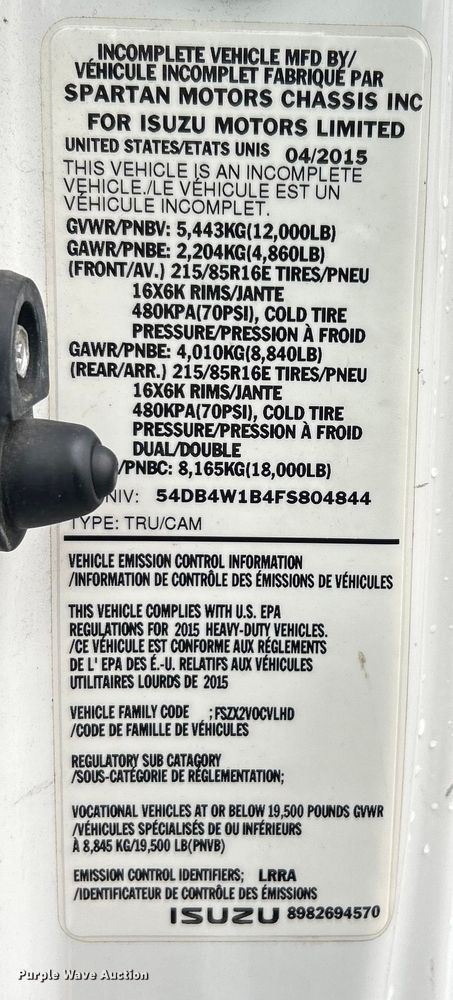 INCOMPLETE VEHICLE MFD BY/
VÉHICULE INCOMPLET FABRIQUÉ PAR
SPARTAN MOTORS CHASSIS INC
FOR ISUZU MOTORS LIMITED
UNITED STATES/ETATS UNIS 04/2015
THIS VEHICLE IS AN INCOMPLETE
VEHICLE./LE VÉHICULE EST UN
VÉHICULE INCOMPLET.
GVWR/PNBV: 5,443KG(12,000LB)
GAWR/PNBE: 2,204KG(4,860LB)
(FRONT/AV.) 215/85R16E TIRES/PNEU
16X6K RIMS/JANTE
480KPA(70PSI), COLD TIRE
PRESSURE/PRESSION À FROID
GAWR/PNBE: 4,010KG(8,840LB)
(REAR/ARR.) 215/85R16E TIRES/PNEU
16X6K RIMS/JANTE
480KPA(70PSI), COLD TIRE
PRESSURE/PRESSION À FROID
DUAL/DOUBLE
/PNBC: 8,165KG(18,000LB)
NIV: 54DB4W1B4FS804844
TYPE: TRU/CAM
VEHICLE EMISSION CONTROL INFORMATION
/INFORMATION DE CONTRÔLE DES ÉMISSIONS DE VÉHICULES
THIS VEHICLE COMPLIES WITH U.S. EPA
REGULATIONS FOR 2015 HEAVY-DUTY VEHICLES.
/CE VÉHICULE EST CONFORME AUX RÉGLEMENTS
DE L' EPA DES É.-U. RELATIFS AUX VÉHICULES
UTILITAIRES LOURDS DE 2015
VEHICLE FAMILY CODE ;FSZX2VOCVLHD
/CODE DE FAMILLE DE VÉHICULES
REGULATORY SUB CATAGORY
/SOUS-CATÉGORIE DE RÉGLEMENTATION;
VOCATIONAL VEHICLES AT OR BELOW 19,500 POUNDS GVWR
/VÉHICULES SPÉCIALISÉS DE OU INFÉRIEURS
À 8,845 KG/19,500 LB(PNVB)
EMISSION CONTROL IDENTIFIERS; LRRA
/IDENTIFICATEUR DE CONTRÔLE DES ÉMISSIONS
ISUZU 8982694570
Purple Wave Auction